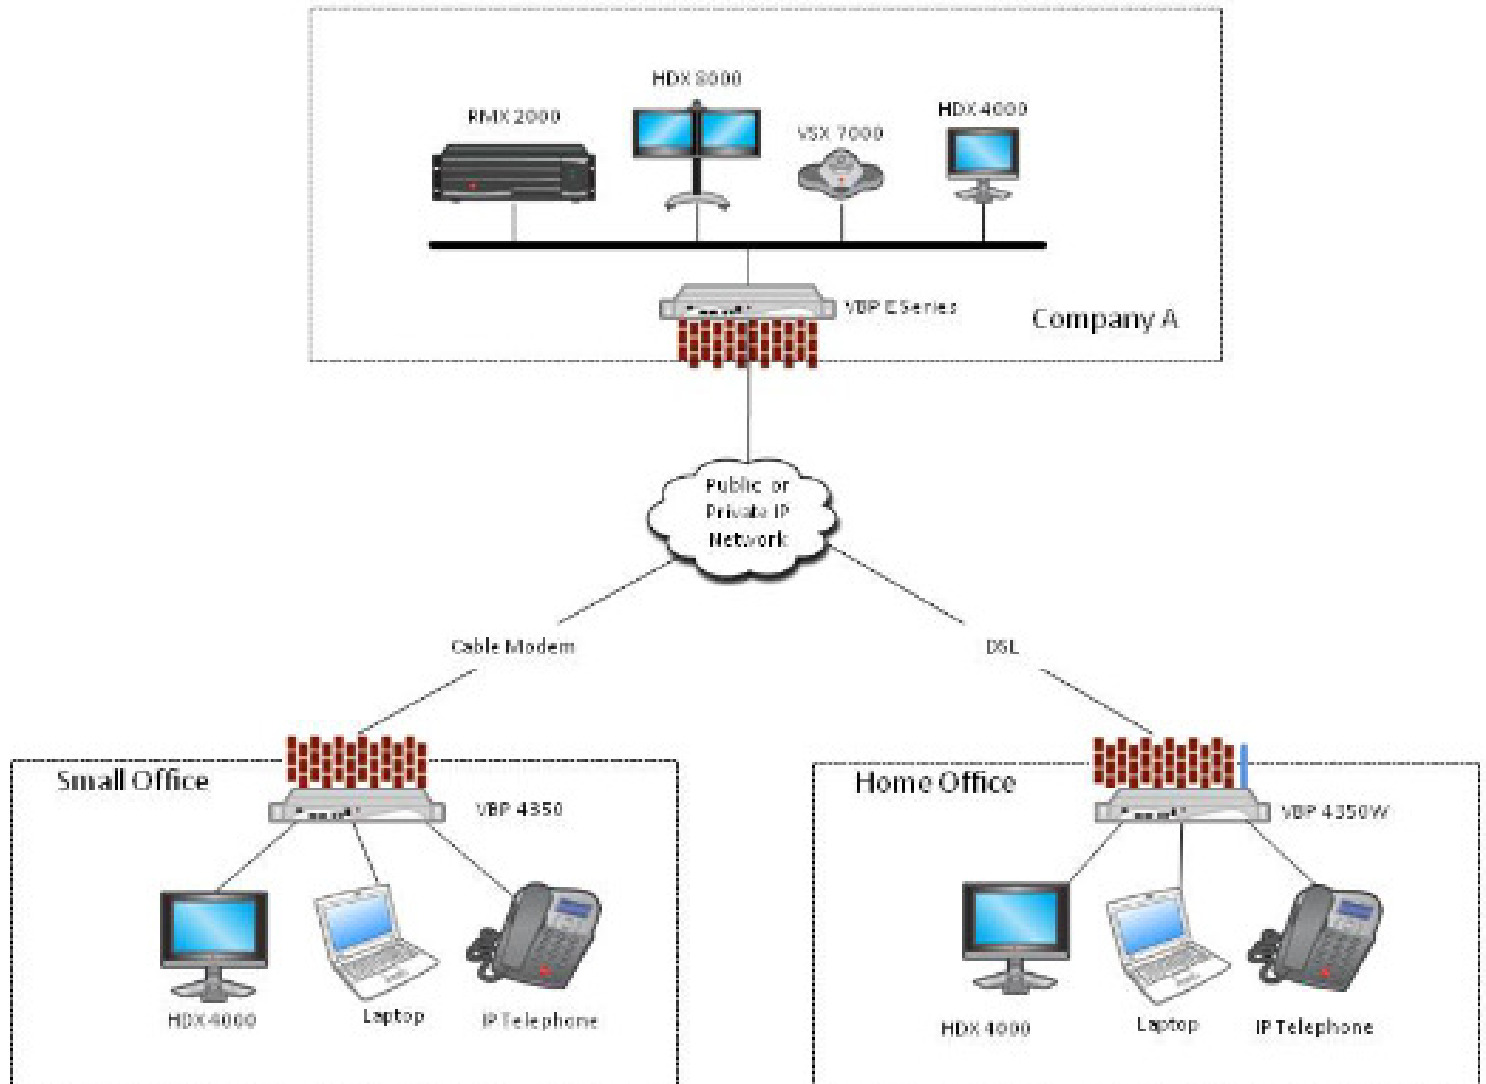 HDX 8000
RMX 2000
HDX 4000
VSX 7000
VBP E Series
Company A
Public or
Private IP
Network
Cable Modem
DSL
Small Office
Home Office
VBP 4350
VBP 4350W
HDX 4000
Laptop
IP Telephone
HDX 4000
Laptop
IP Telephone